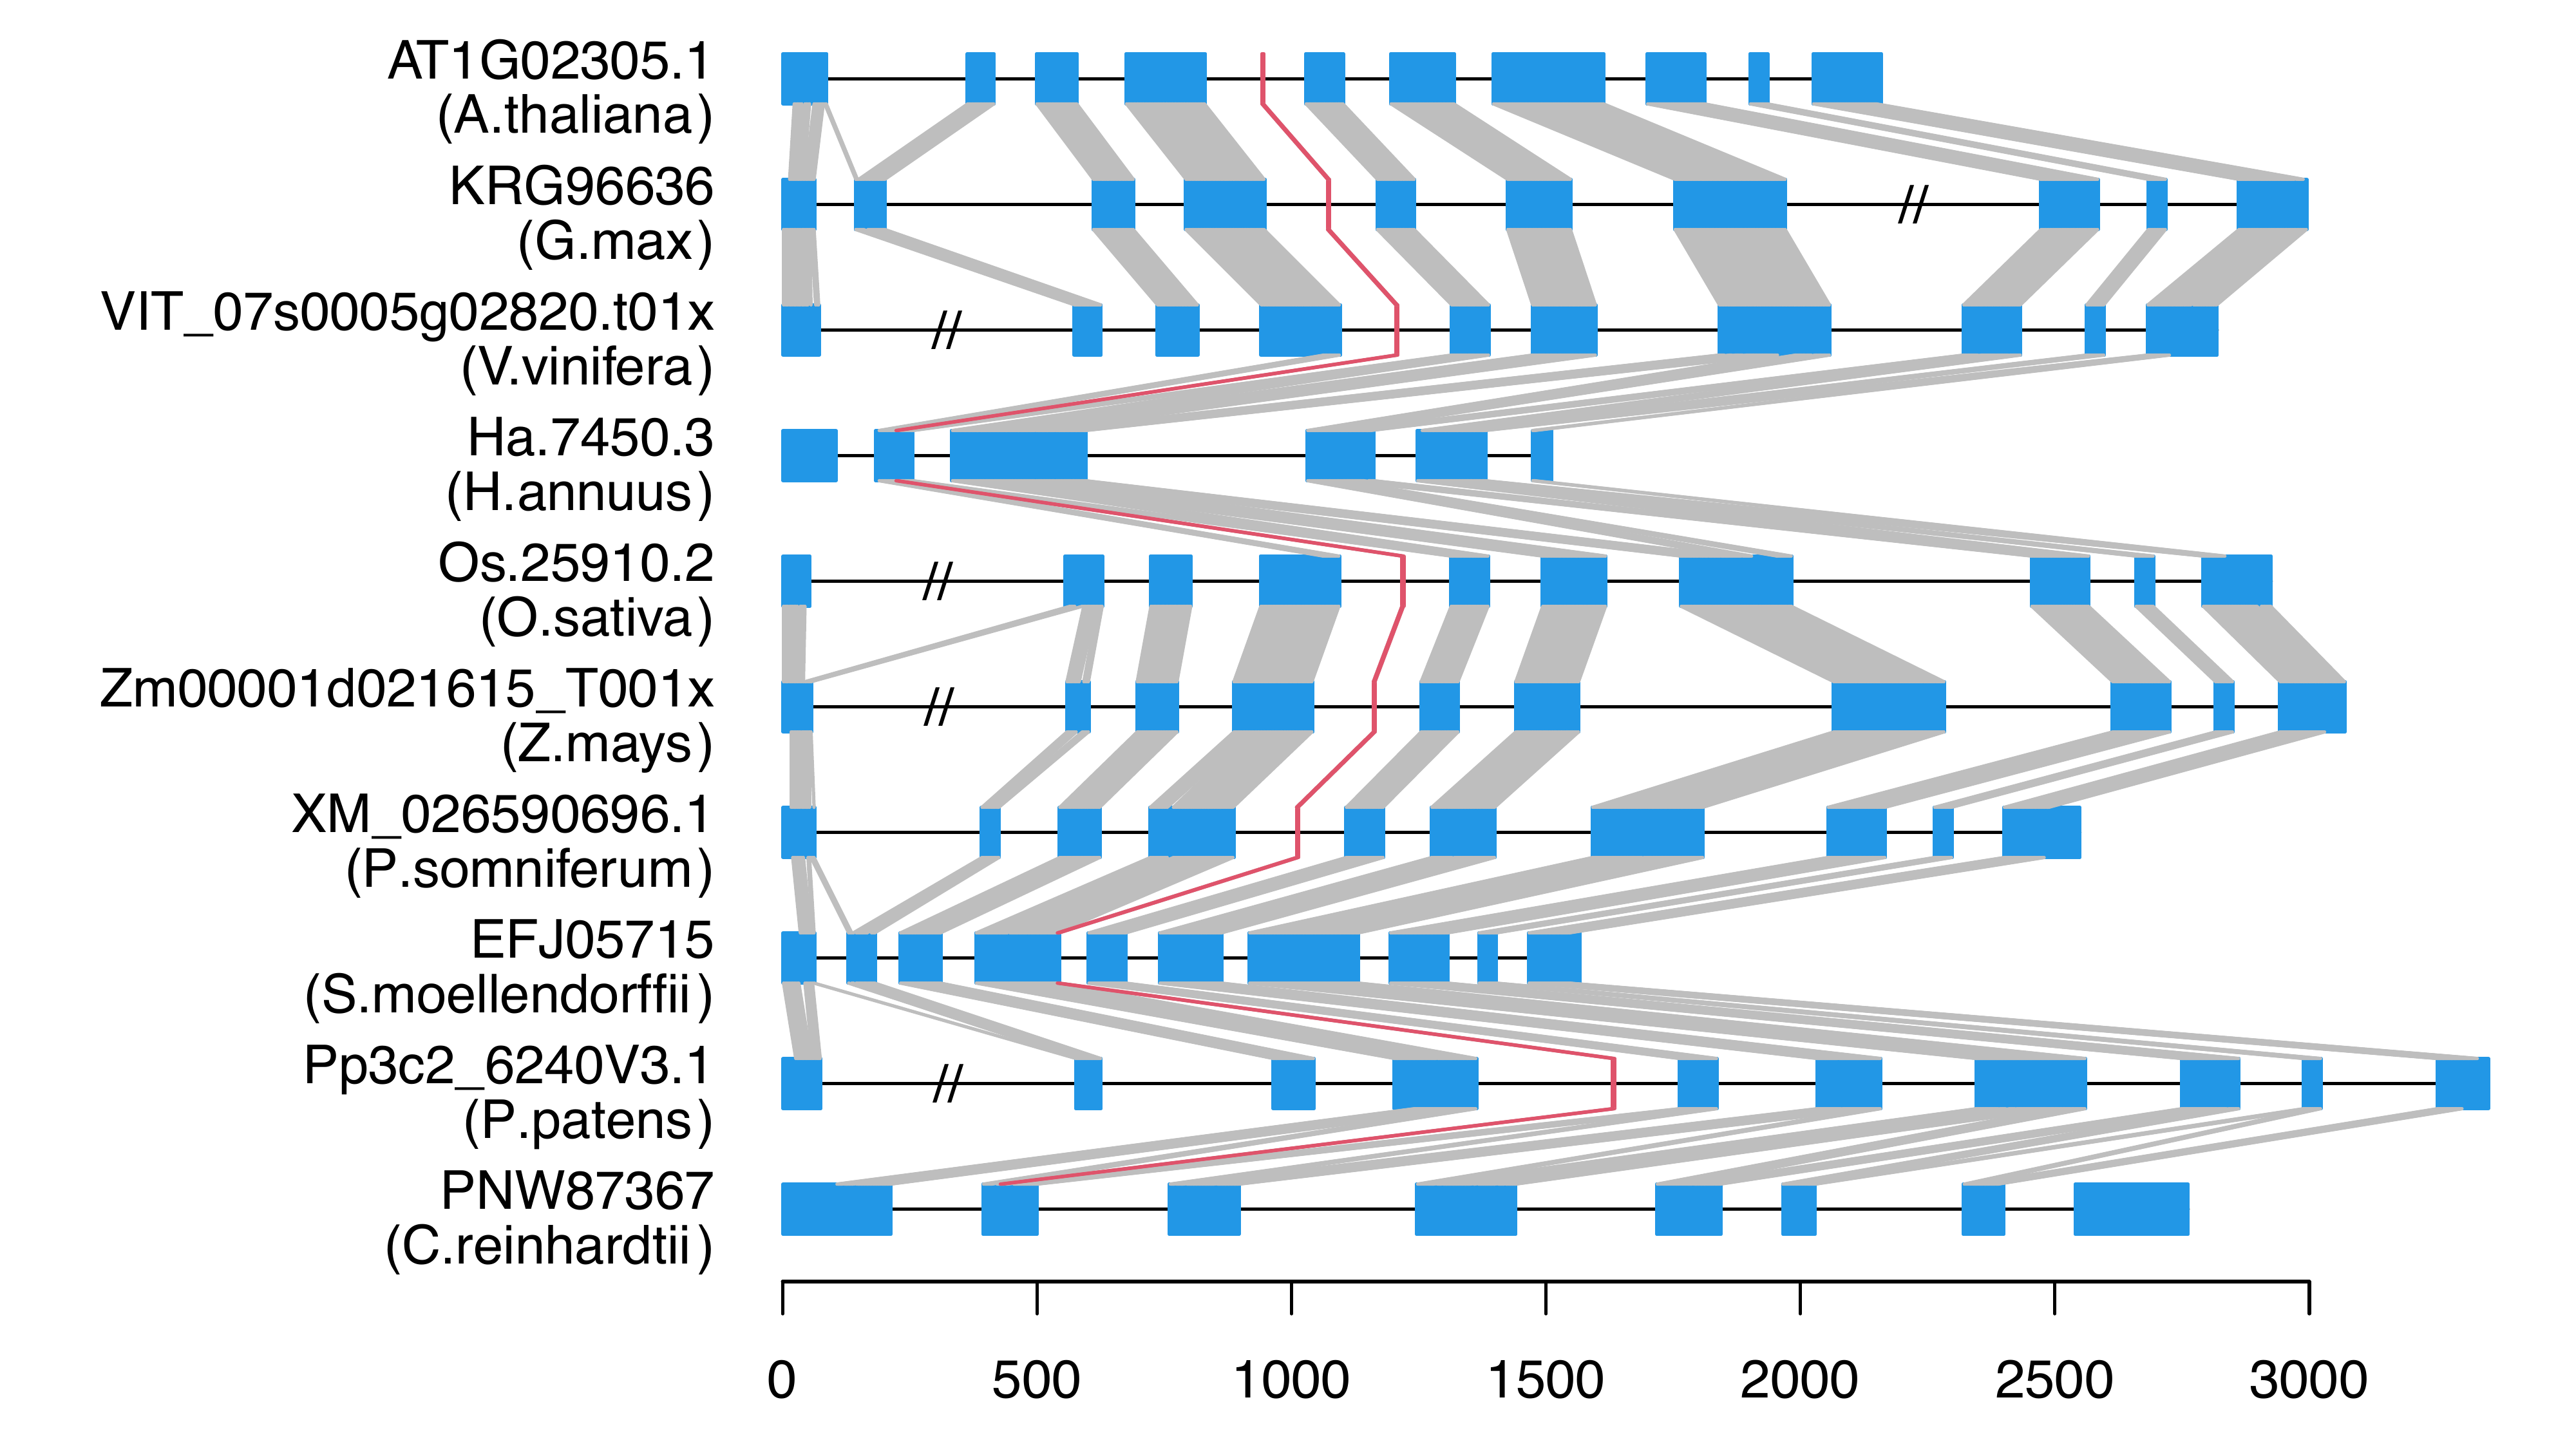 AT1G02305.1
(A.thaliana)
KRG96636
(G.max)
VIT_07s0005g02820.t01x
(V.vinifera)
Ha.7450.3
(H.annuus)
Os.25910.2
(O.sativa)
Zm00001d021615_T001x
(Z.mays)
XM_026590696.1
(P.somniferum)
EFJ05715
(S.moellendorffii)
Pp3c2_6240V3.1
(P.patens)
PNW87367
(C.reinhardtii)
0 500 1000 1500 2000 2500 3000